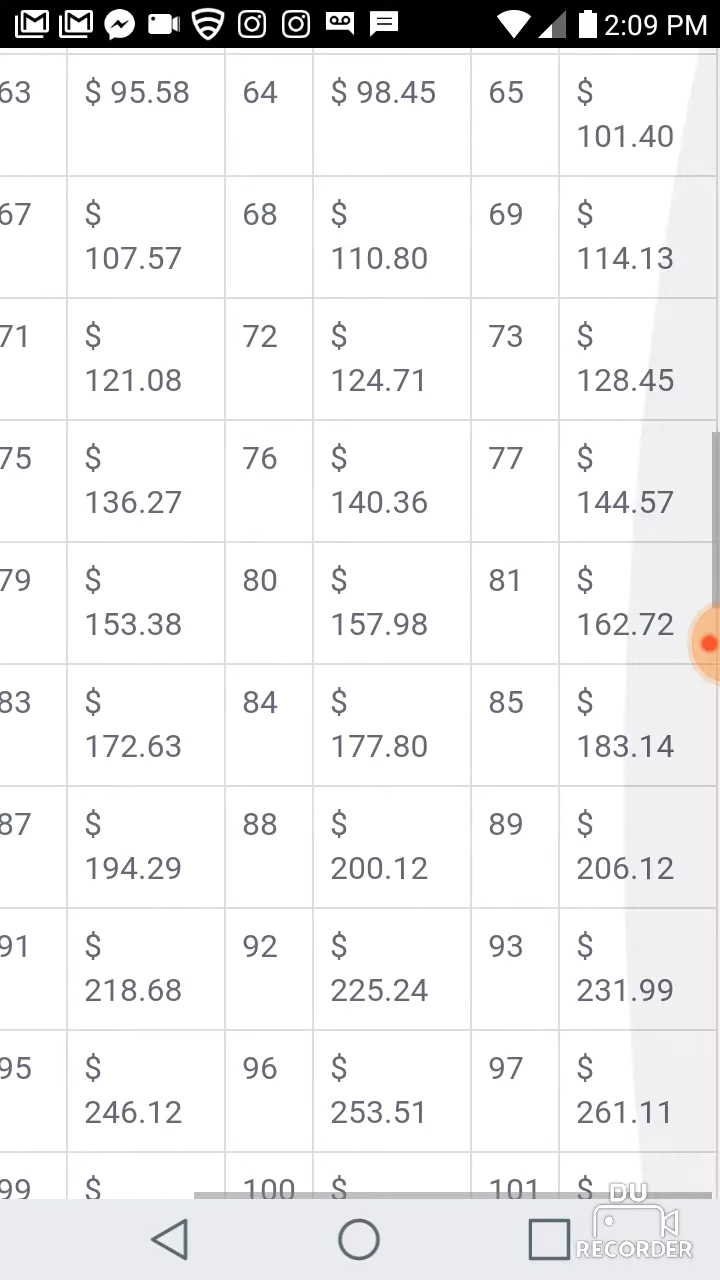 2:09 PM
63 $ 95.58 64 $ 98.45 65 $
101.40
67 $ 68 $ 69 $
107.57 110.80 114.13
71 $ 72 $ 73 $
121.08 124.71 128.45
75 $ 76 $ 77 $
136.27 140.36 144.57
79 $ 80 $ 81 $
153.38 157.98 162.72
83 $ 84 $ 85 $
172.63 177.80 183.14
87 $ 88 $ 89 $
194.29 200.12 206.12
91 $ 92 $ 93 $
218.68 225.24 231.99
95 $ 96 $ 97 $
246.12 253.51 261.11
99 $ 100 $ 101 $
DU
RECORDER